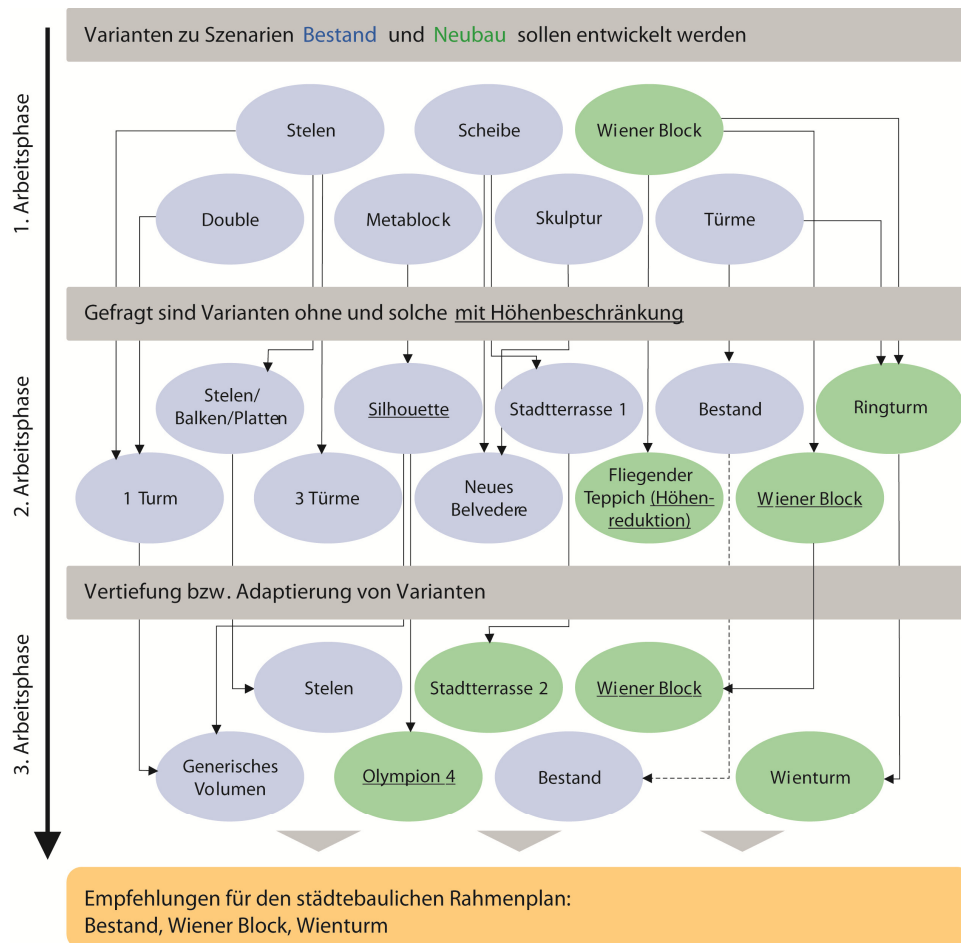 Varianten zu Szenarien Bestand und Neubau sollen entwickelt werden
1. Arbeitsphase
Stelen
Scheibe
Wiener Block
Double
Metablock
Skulptur
Türme
Gefragt sind Varianten ohne und solche mit Höhenbeschränkung
2. Arbeitsphase
Stelen/
Balken/Platten
Silhouette
Stadtterrasse 1
Bestand
Ringturm
1 Turm
3 Türme
Neues
Belvedere
Fliegender
Teppich (Höhen-
reduktion)
Wiener Block
Vertiefung bzw. Adaptierung von Varianten
3. Arbeitsphase
Stelen
Stadtterrasse 2
Wiener Block
Generisches
Volumen
Olympion 4
Bestand
Wienturm
Empfehlungen für den städtebaulichen Rahmenplan:
Bestand, Wiener Block, Wienturm